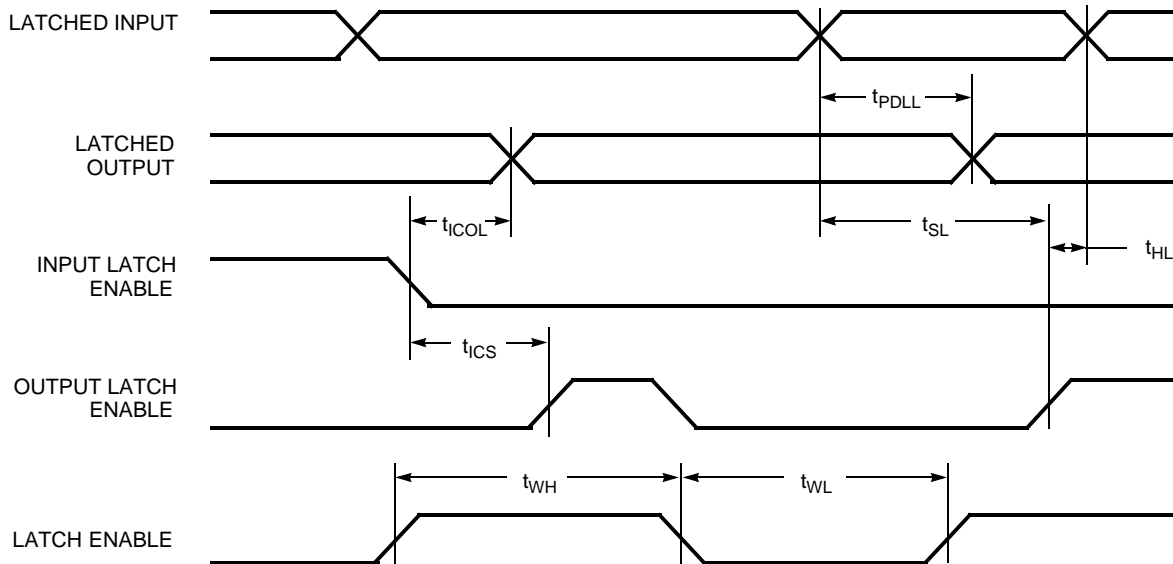 LATCHED INPUT
tPDLL
LATCHED
OUTPUT
tICOL
tSL
tHL
INPUT LATCH
ENABLE
tICS
OUTPUT LATCH
ENABLE
tWH
tWL
LATCH ENABLE